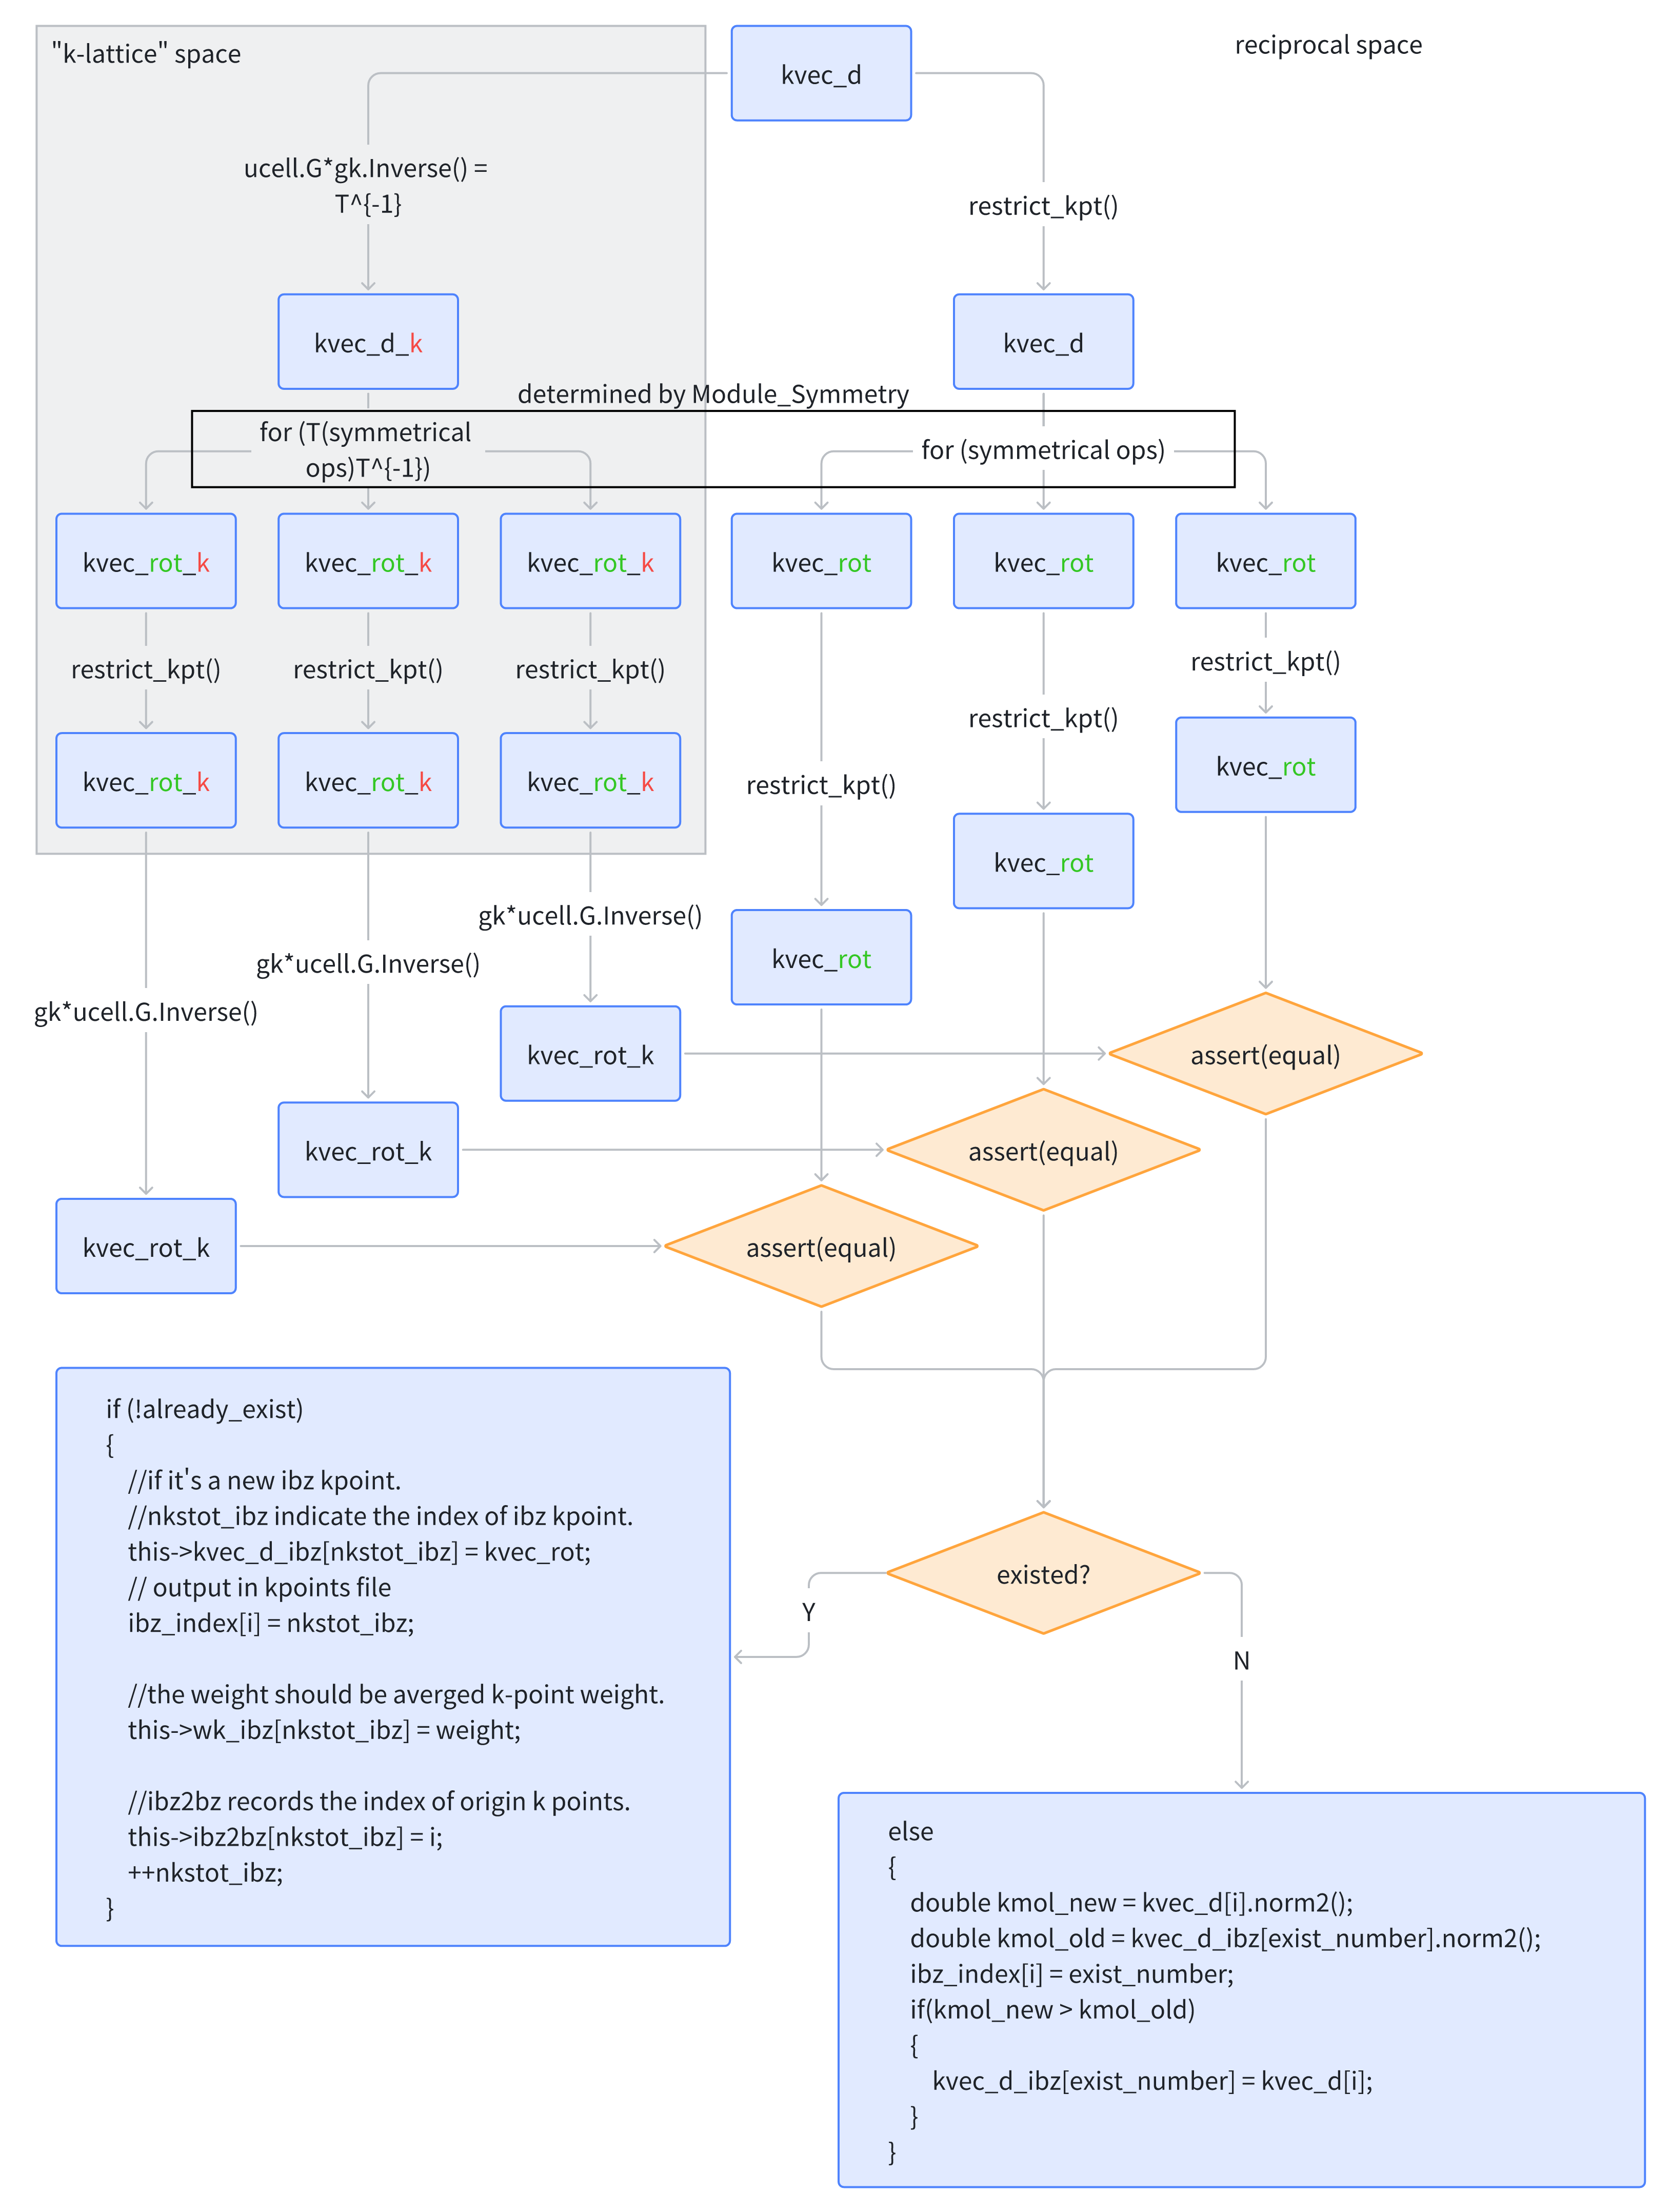 "k-lattice" space
kvec_d
reciprocal space
ucell.G*gk.Inverse() =
T^{-1}
restrict_kpt()
kvec_d_k
kvec_d
determined by Module_Symmetry
for (T(symmetrical
ops)T^{-1})
for (symmetrical ops)
kvec_rot_k
kvec_rot_k
kvec_rot_k
kvec_rot
kvec_rot
kvec_rot
restrict_kpt()
restrict_kpt()
restrict_kpt()
restrict_kpt()
restrict_kpt()
restrict_kpt()
kvec_rot_k
kvec_rot_k
kvec_rot_k
kvec_rot
kvec_rot
kvec_rot
gk*ucell.G.Inverse()
gk*ucell.G.Inverse()
gk*ucell.G.Inverse()
kvec_rot_k
assert(equal)
kvec_rot_k
assert(equal)
kvec_rot_k
assert(equal)
if (!already_exist)
{
//if it's a new ibz kpoint.
//nkstot_ibz indicate the index of ibz kpoint.
this->kvec_d_ibz[nkstot_ibz] = kvec_rot;
// output in kpoints file
ibz_index[i] = nkstot_ibz;
//the weight should be averged k-point weight.
this->wk_ibz[nkstot_ibz] = weight;
//ibz2bz records the index of origin k points.
this->ibz2bz[nkstot_ibz] = i;
++nkstot_ibz;
}
existed?
Y
N
else
{
double kmol_new = kvec_d[i].norm2();
double kmol_old = kvec_d_ibz[exist_number].norm2();
ibz_index[i] = exist_number;
if(kmol_new > kmol_old)
{
kvec_d_ibz[exist_number] = kvec_d[i];
}
}